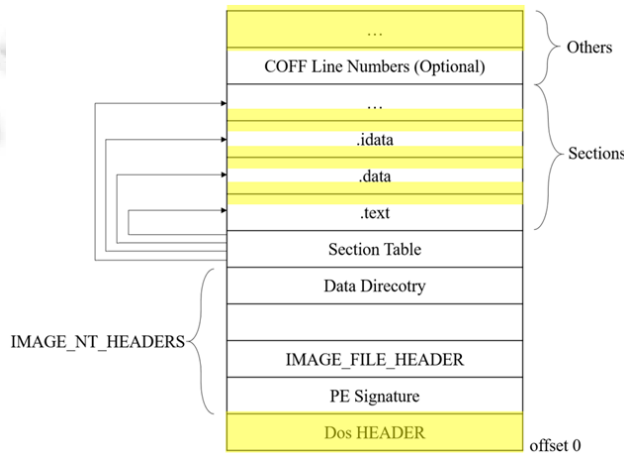 ...
COFF Line Numbers (Optional)
Others
...
.idata
.data
.text
Sections
Section Table
Data Direcotry
IMAGE_NT_HEADERS
IMAGE_FILE_HEADER
PE Signature
Dos HEADER
offset 0